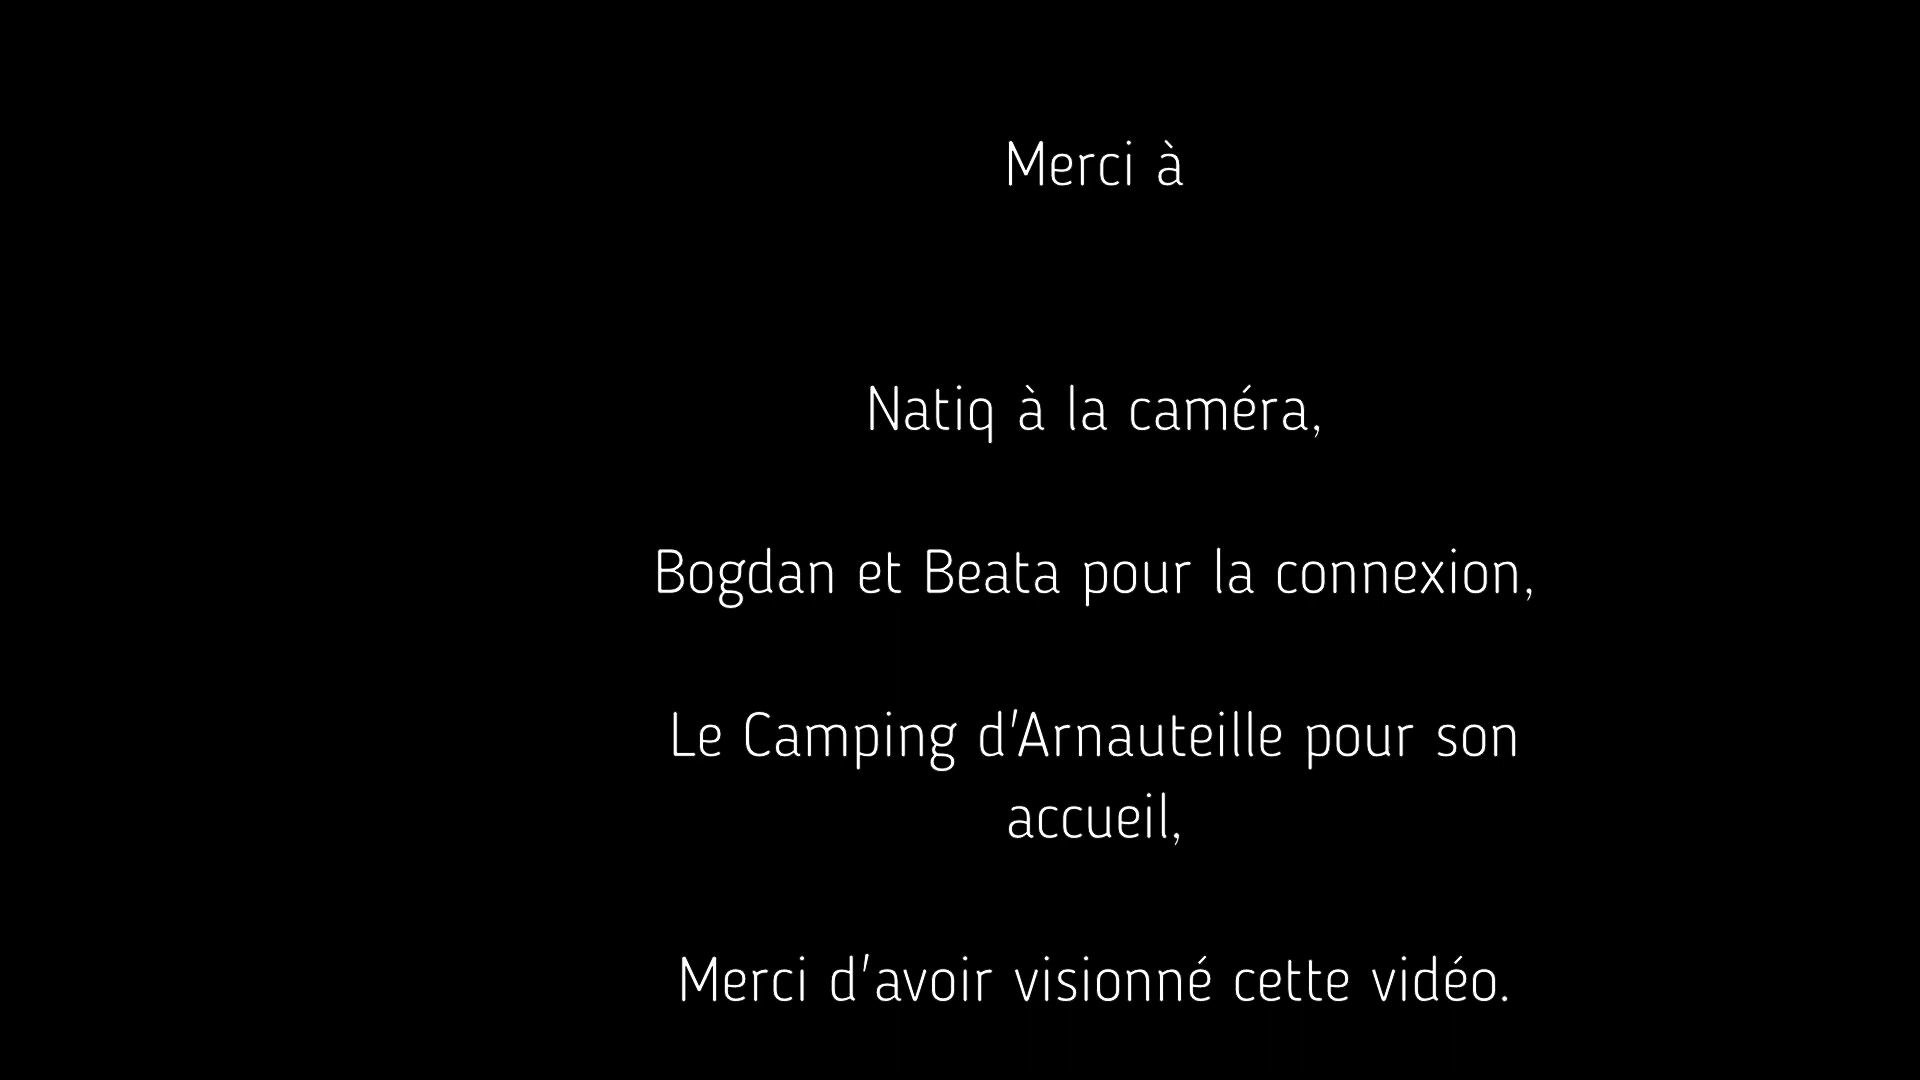 Merci à
Natiq à la caméra,
Bogdan et Beata pour la connexion,
Le Camping d'Arnauteille pour son
accueil,
Merci d'avoir visionné cette vidéo.